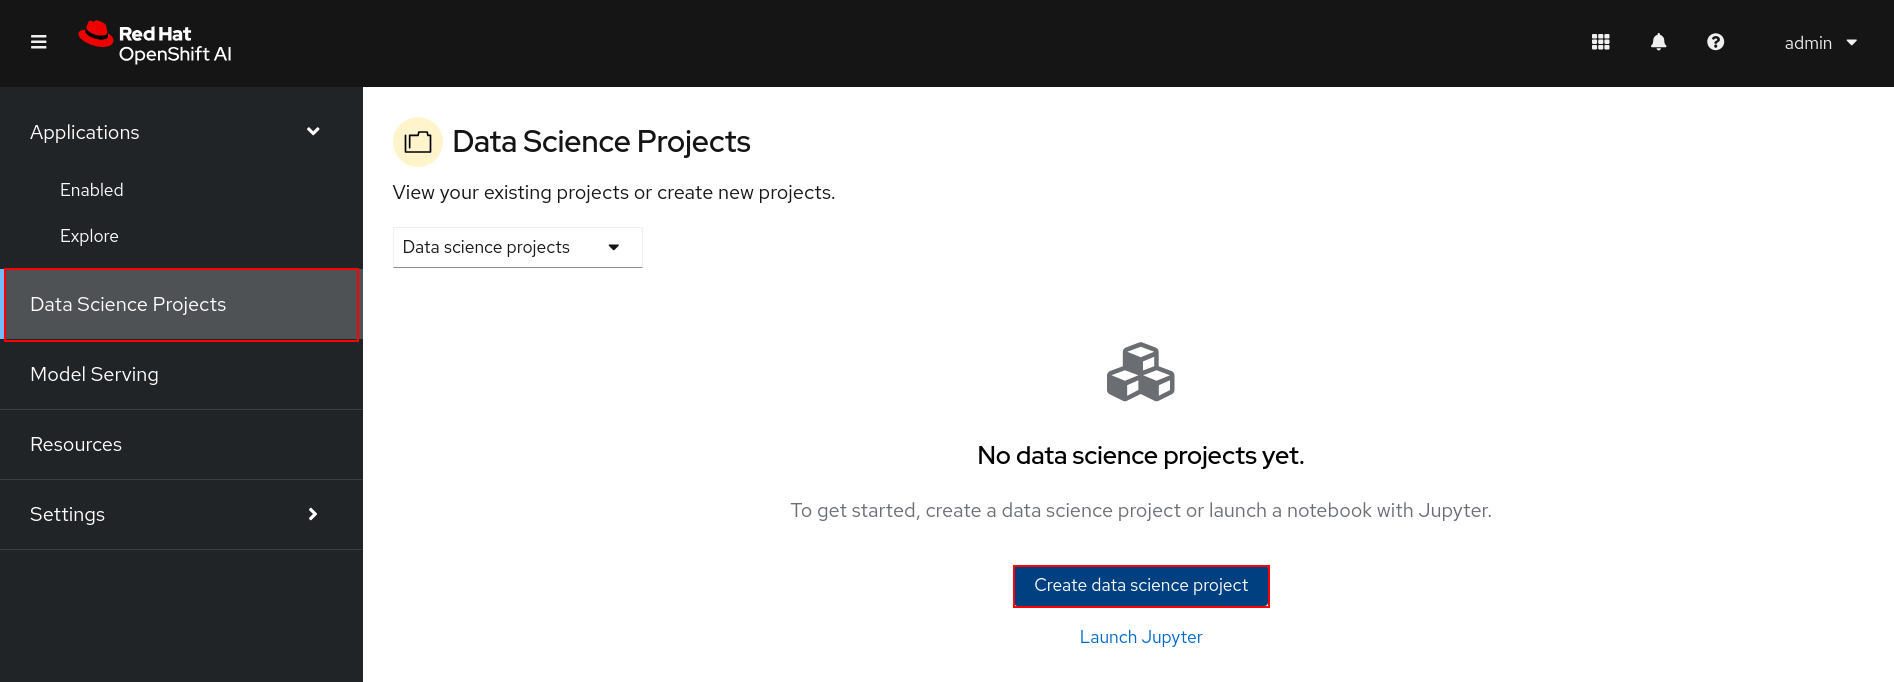 Red Hat
OpenShift AI
admin
Applications
Enabled
Explore
Data Science Projects
Model Serving
Resources
Settings
Data Science Projects
View your existing projects or create new projects.
Data science projects
No data science projects yet.
To get started, create a data science project or launch a notebook with Jupyter.
Create data science project
Launch Jupyter